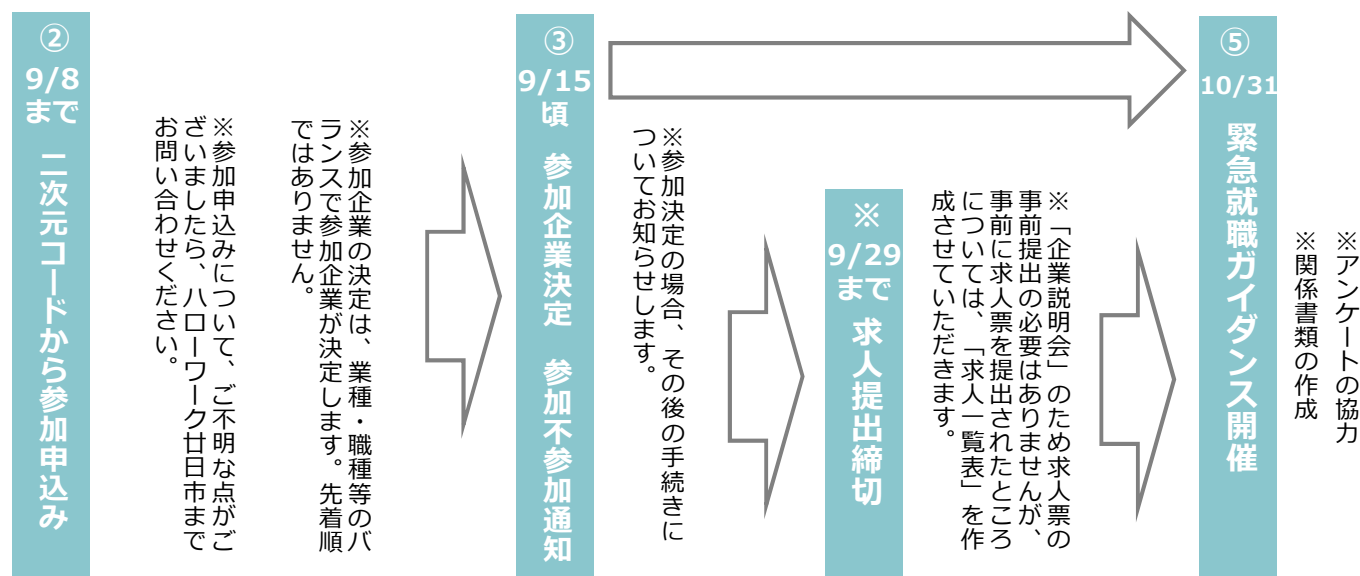 ②
9/8
まで
二次元コードから参加申込み
※参加企業の決定は、業種・職種等のバ
ランスで参加企業が決定します。先着順
ではありません。
※参加申込みについて、ご不明な点がご
ざいましたら、ハローワーク廿日市まで
お問い合わせください。
③
9/15
頃
参加企業決定 参加不参加通知
※参加決定の場合、その後の手続きに
ついてお知らせします。
※
9/29
まで
求人提出締切
※「企業説明会」のため求人票の
事前提出の必要はありませんが、
事前に求人票を提出されたところ
については、「求人一覧表」を作
成させていただきます。
⑤
10/31
緊急就職ガイダンス開催
※アンケートの協力
※関係書類の作成